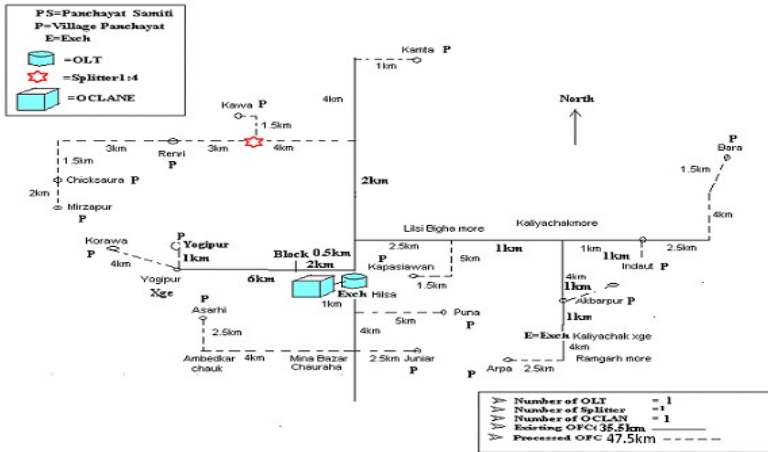 PS=Panchayat Samiti
P=Village Panchayat
E=Exch
=OLT
=Splitter1:4
=OCLANE
Kamta P
1km
4km
North
Kawa P
1.5km
3km
3km
4km
Renri
P
1.5km
Chicksaura P
2km
Mirzapur
P
2km
P
Bara
1.5km
4km
Lilsi Bigha more
Kaliyachakmore
2.5km
1km
1km
1km
2.5km
Indaut P
Korawa
P
4km
P
Yogipur
1km
Yogipur
Xge
Block 0.5km
2km
6km
P
Kapasiawan
5km
1.5km
Exch Hilsa
1km
4km
1km
Akbarpur P
1km
P
Asarhi
2.5km
4km
5km
Puna
P
E=Exch Kaliyachak xge
4km
Ramgarh more
Ambedkar
chauk
4km
Mina Bazar
Chauraha
2.5km Juniar
P
P
Arpa
2.5km
Number of OLT = 1
Number of Splitter =1
Number of OCLAN = 1
Existing OFC( 35.5km
Processed OFC 47.5km